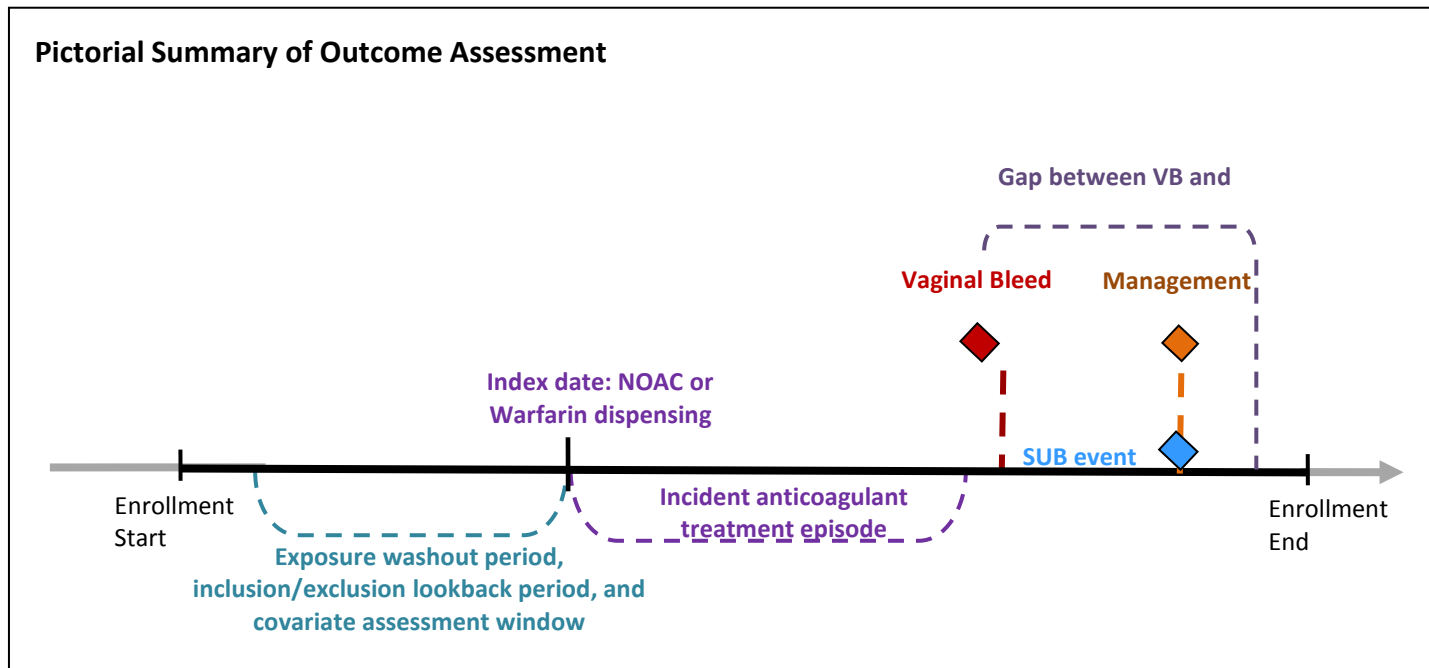 Pictorial Summary of Outcome Assessment
Gap between VB and
Vaginal Bleed
Management
Index date: NOAC or
Warfarin dispensing
SUB event
Enrollment
Start
Incident anticoagulant
treatment episode
Enrollment
End
Exposure washout period,
inclusion/exclusion lookback period, and
covariate assessment window